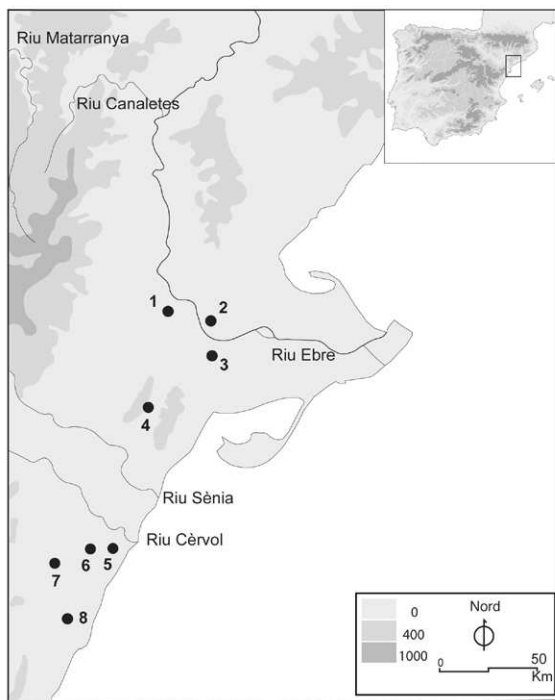 Riu Matarranya
Riu Canaletes
1
2
Riu Ebre
3
4
Riu Sènia
Riu Cèrvol
6
5
7
8
0
400
1000
Nord
0
50
Km